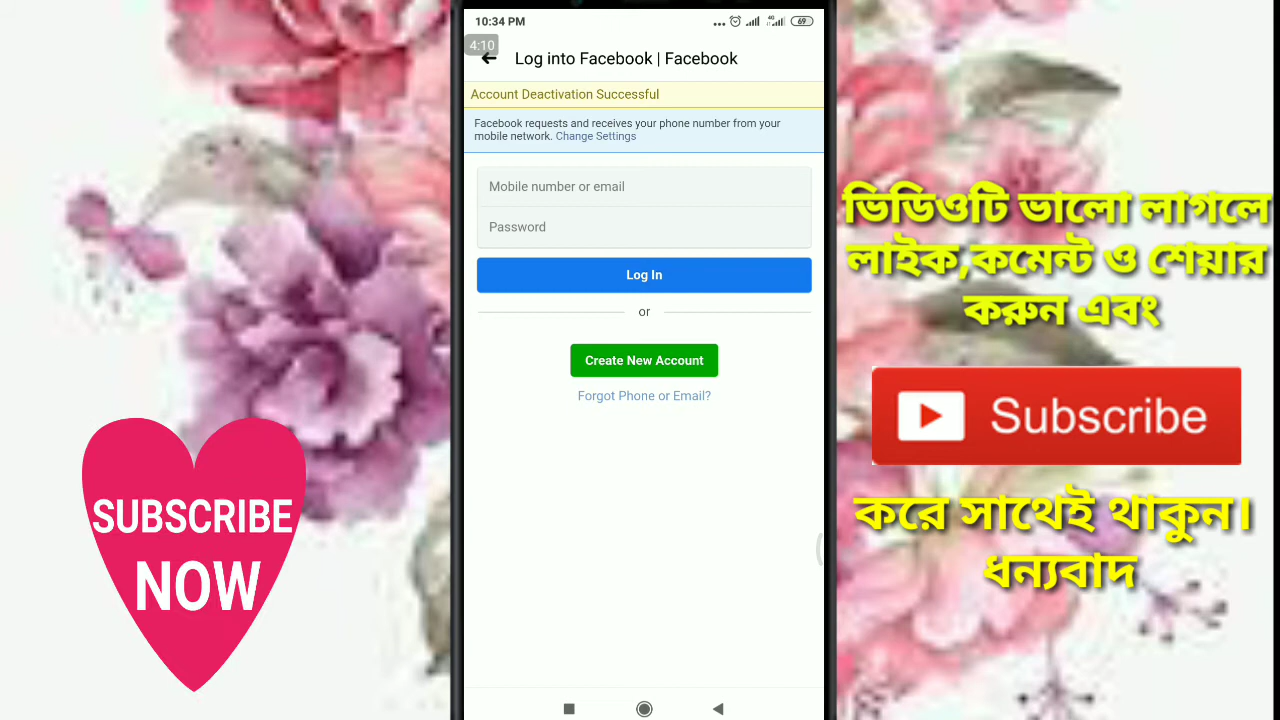 10:34 PM
4G
69
4:10
Log into Facebook | Facebook
Account Deactivation Successful
Facebook requests and receives your phone number from your
mobile network. Change Settings
Mobile number or email
Password
Log In
or
Create New Account
Forgot Phone or Email?
SUBSCRIBE
NOW
ভিডিওটি ভালো লাগলে
লাইক,কমেন্ট ও শেয়ার
করুন এবং
Subscribe
করে সাথেই থাকুন।
ধন্যবাদ